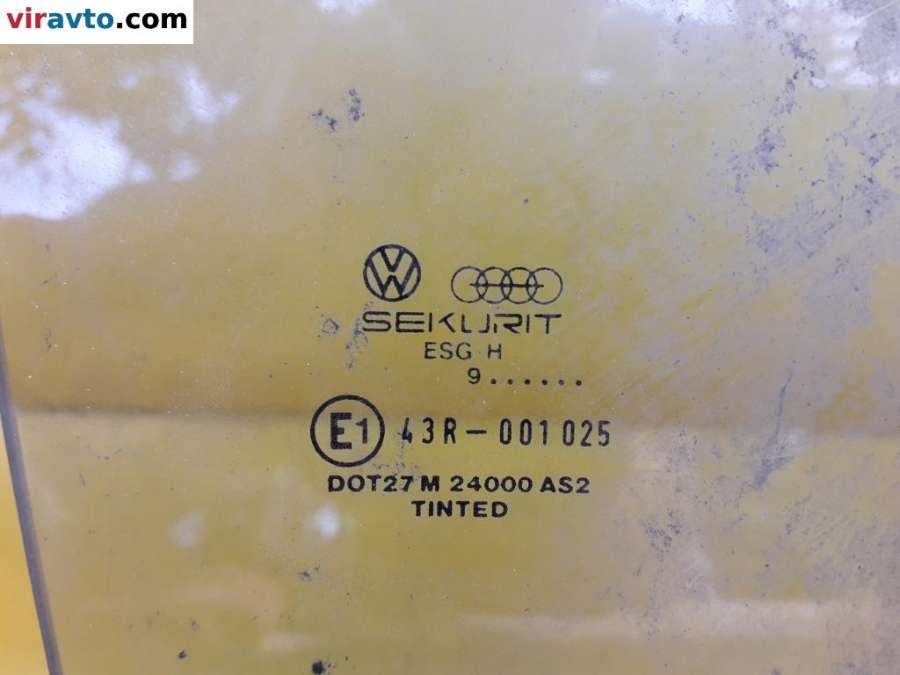 viravto.com
SEKURIT
ESG H
9......
E1 43R-001025
DOT27 M 24000 AS2
TINTED